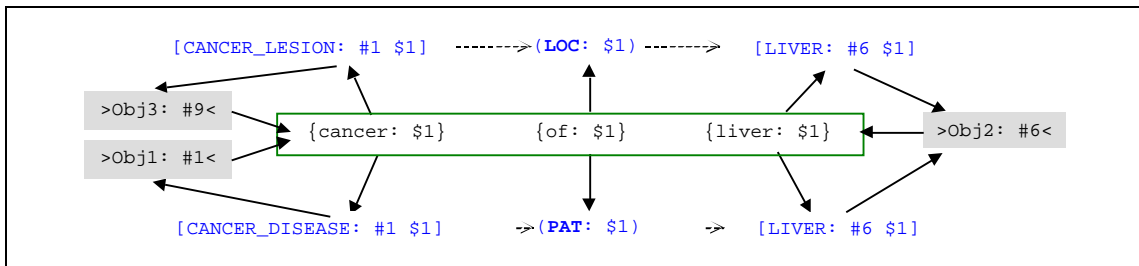 [CANCER_LESION: #1 $1] (LOC: $1) [LIVER: #6 $1]
>Obj3: #9<
{cancer: $1} {of: $1} {liver: $1} >Obj2: #6<
>Obj1: #1<
[CANCER_DISEASE: #1 $1] (PAT: $1) [LIVER: #6 $1]